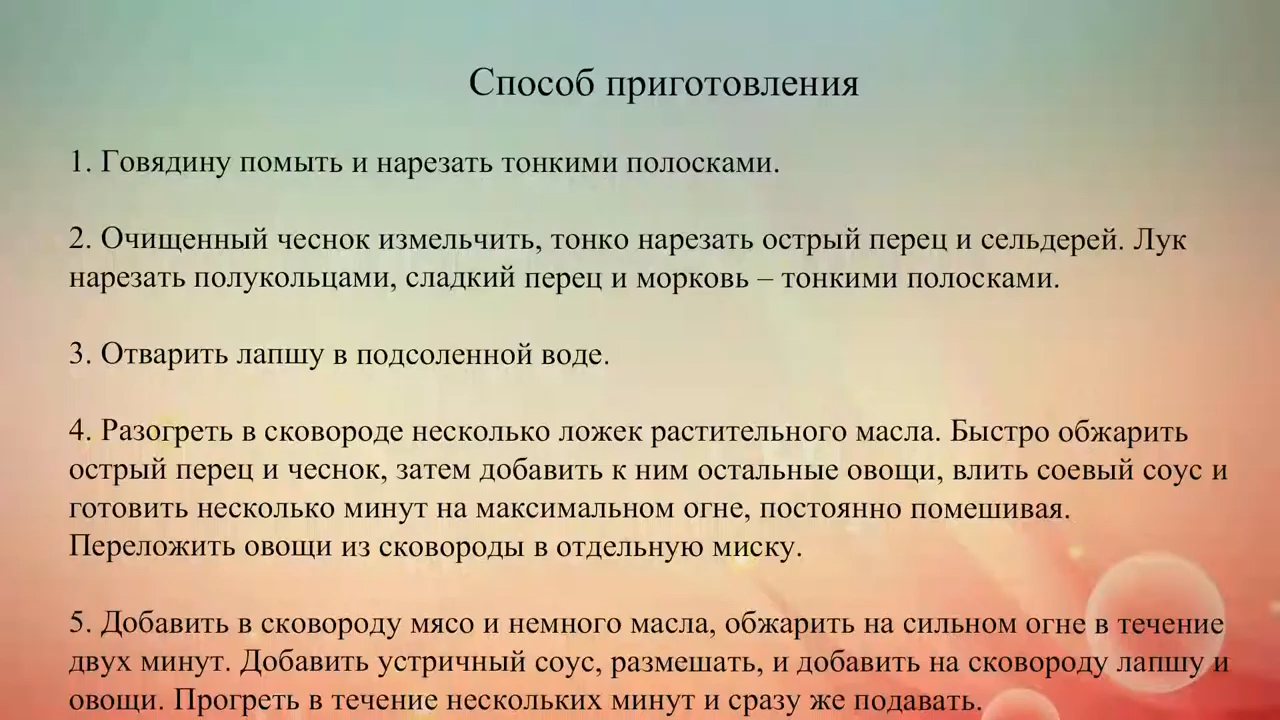 Способ приготовления
1. Говядину помыть и нарезать тонкими полосками.
2. Очищенный чеснок измельчить, тонко нарезать острый перец и сельдерей. Лук
нарезать полукольцами, сладкий перец и морковь – тонкими полосками.
3. Отварить лапшу в подсоленной воде.
4. Разогреть в сковороде несколько ложек растительного масла. Быстро обжарить
острый перец и чеснок, затем добавить к ним остальные овощи, влить соевый соус и
готовить несколько минут на максимальном огне, постоянно помешивая.
Переложить овощи из сковороды в отдельную миску.
5. Добавить в сковороду мясо и немного масла, обжарить на сильном огне в течение
двух минут. Добавить устричный соус, размешать, и добавить на сковороду лапшу и
овощи. Прогреть в течение нескольких минут и сразу же подавать.